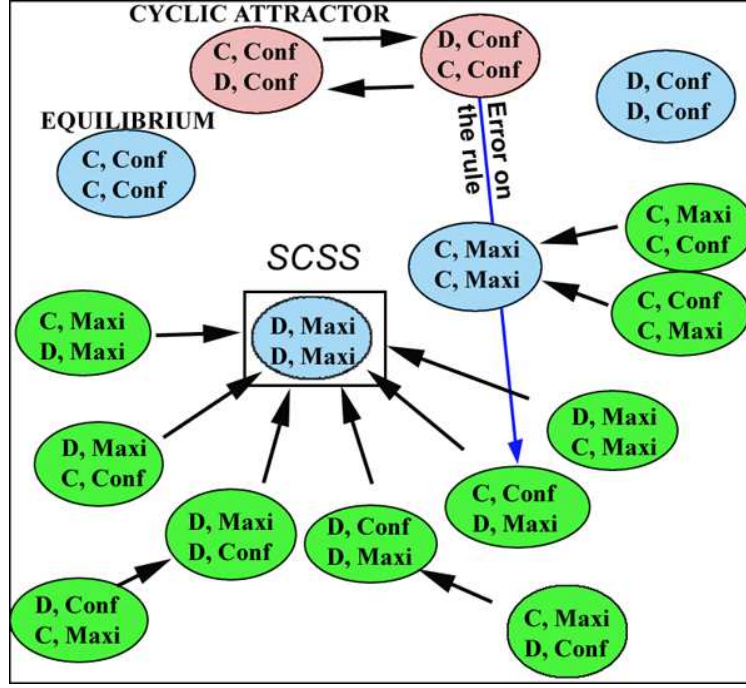 CYCLIC ATTRACTOR
C, Conf
D, Conf
D, Conf
C, Conf
D, Conf
D, Conf
EQUILIBRIUM
C, Conf
C, Conf
Error on
the rule
C, Maxi
C, Conf
C, Maxi
C, Maxi
SCSS
C, Conf
C, Maxi
C, Maxi
D, Maxi
D, Maxi
D, Maxi
D, Maxi
C, Maxi
D, Maxi
C, Conf
C, Conf
D, Maxi
D, Maxi
D, Conf
D, Conf
D, Maxi
D, Conf
C, Maxi
C, Maxi
D, Conf